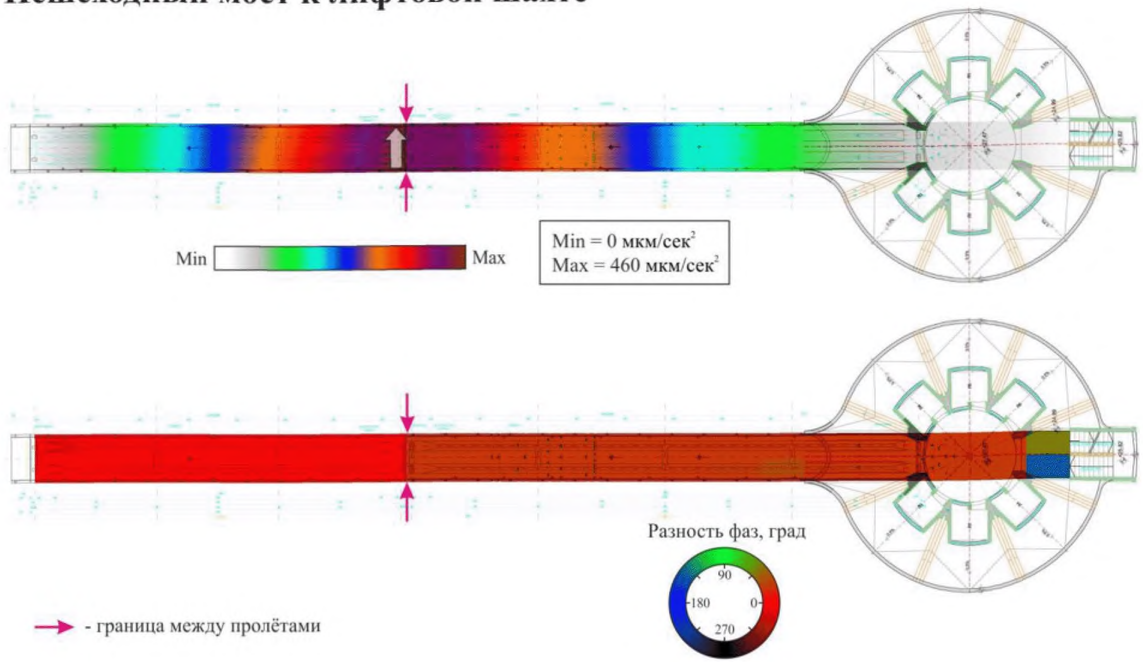 Пешеходный мост к лифтовой шахте
Min
Max
Min = 0 мкм/сек²
Max = 460 мкм/сек²
Разность фаз, град
90
180
0
270
- граница между пролётами